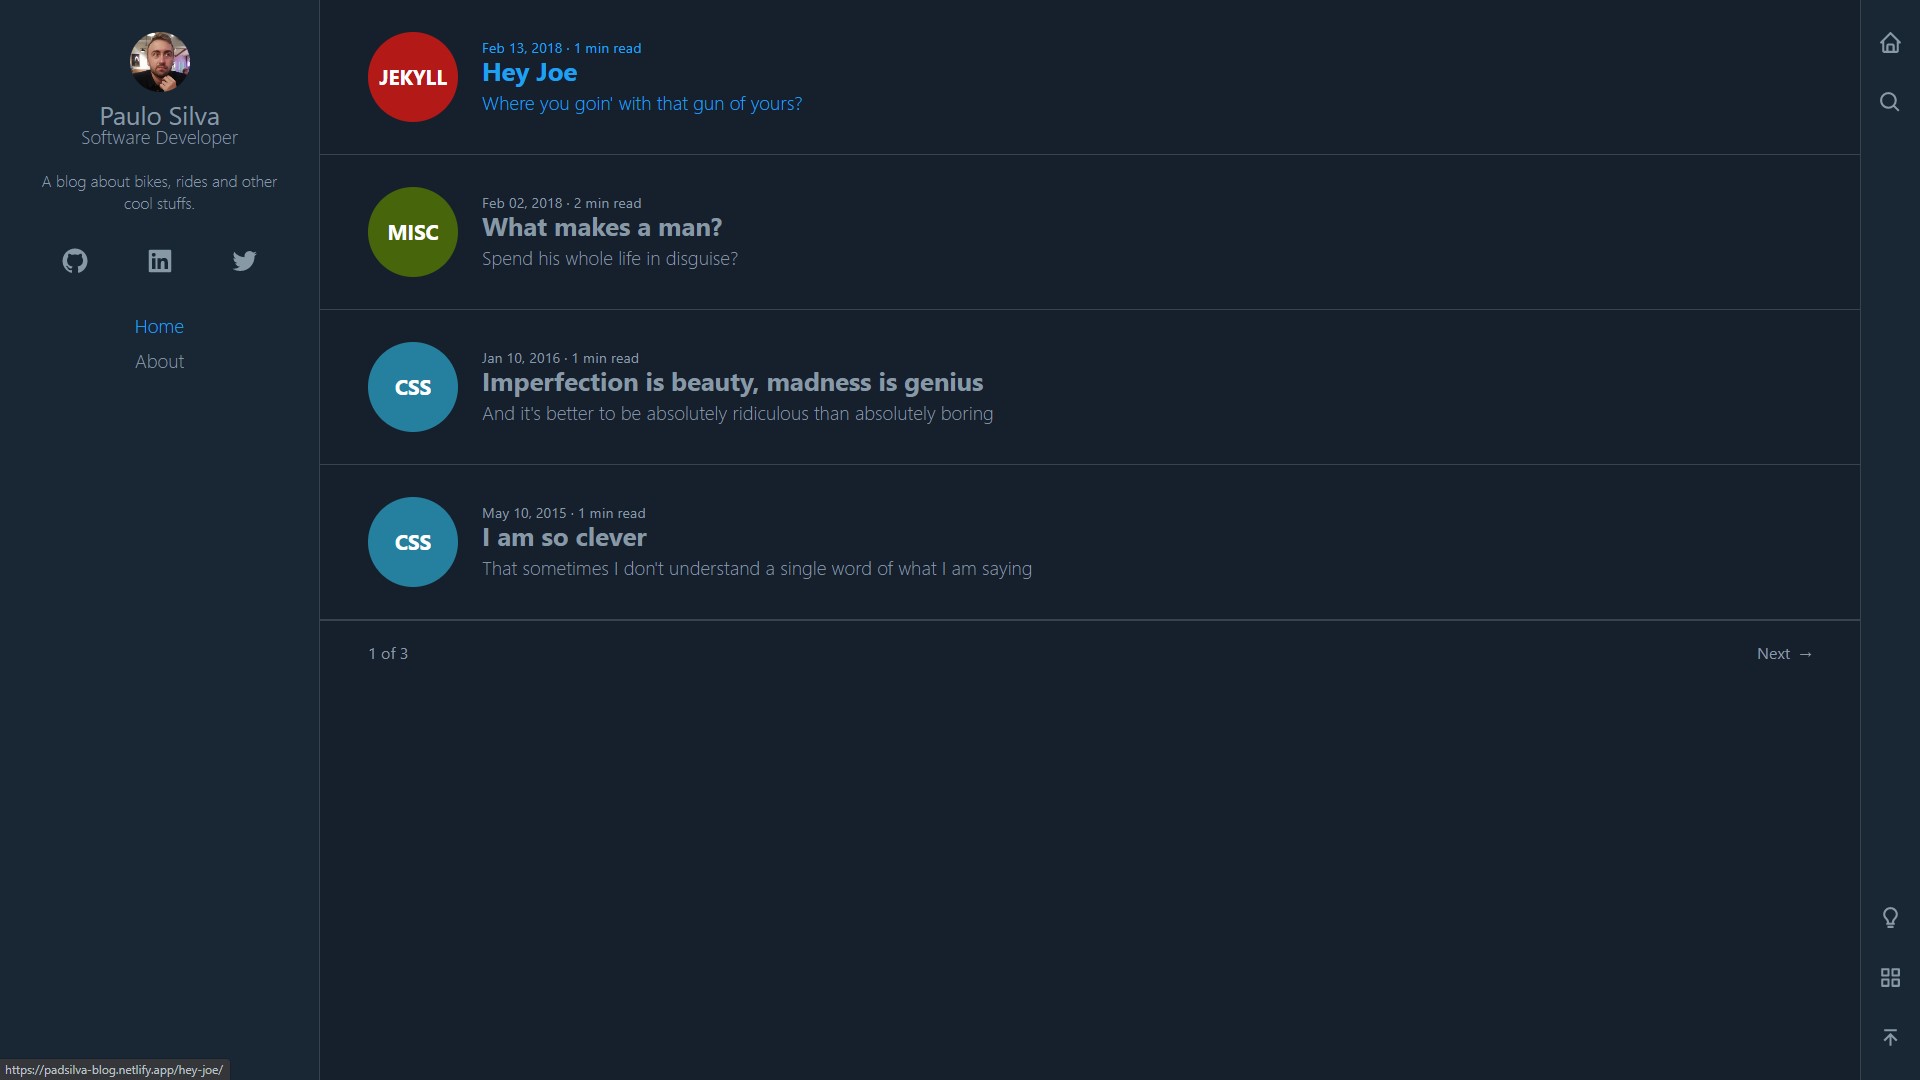 Paulo Silva
Software Developer
A blog about bikes, rides and other
cool stuffs.
Home
About
JEKYLL
Feb 13, 2018 · 1 min read
Hey Joe
Where you goin' with that gun of yours?
MISC
Feb 02, 2018 · 2 min read
What makes a man?
Spend his whole life in disguise?
CSS
Jan 10, 2016 · 1 min read
Imperfection is beauty, madness is genius
And it's better to be absolutely ridiculous than absolutely boring
CSS
May 10, 2015 · 1 min read
I am so clever
That sometimes I don't understand a single word of what I am saying
1 of 3
Next →
https://padsilva-blog.netlify.app/hey-joe/